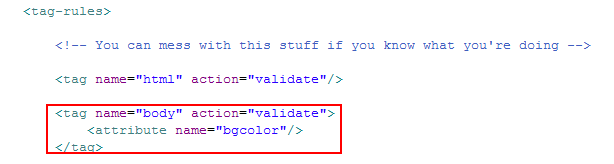 <tag-rules>
<!-- You can mess with this stuff if you know what you're doing -->
<tag name="html" action="validate"/>
<tag name="body" action="validate">
<attribute name="bgcolor"/>
</tag>